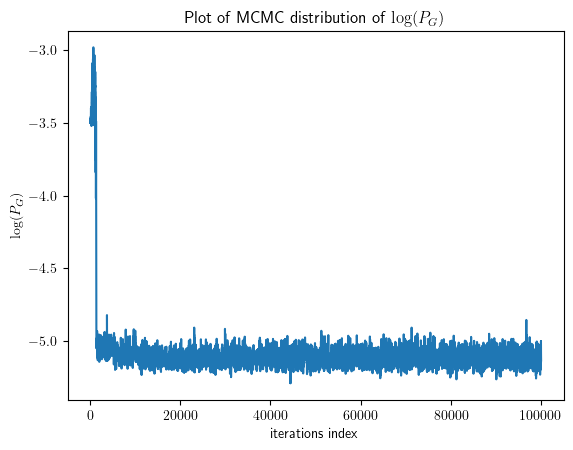 Plot of MCMC distribution of log(P_G)
−3.0
−3.5
−4.0
−4.5
−5.0
log(P_G)
0 20000 40000 60000 80000 100000
iterations index